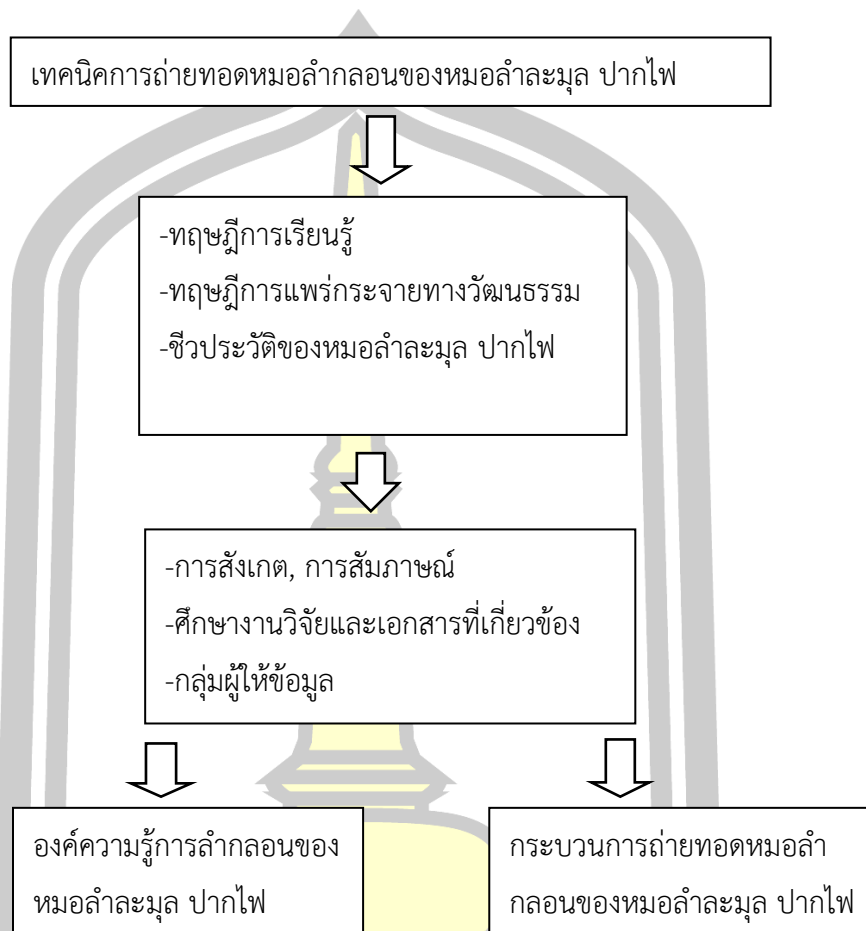 เทคนิคการถ่ายทอดหมอลำกลอนของหมอลำละมุล ปากไฟ
-ทฤษฎีการเรียนรู้
-ทฤษฎีการแพร่กระจายทางวัฒนธรรม
-ชีวประวัติของหมอลำละมุล ปากไฟ
-การสังเกต, การสัมภาษณ์
-ศึกษางานวิจัยและเอกสารที่เกี่ยวข้อง
-กลุ่มผู้ให้ข้อมูล
องค์ความรู้การลำกลอนของ
หมอลำละมุล ปากไฟ
กระบวนการถ่ายทอดหมอลำ
กลอนของหมอลำละมุล ปากไฟ